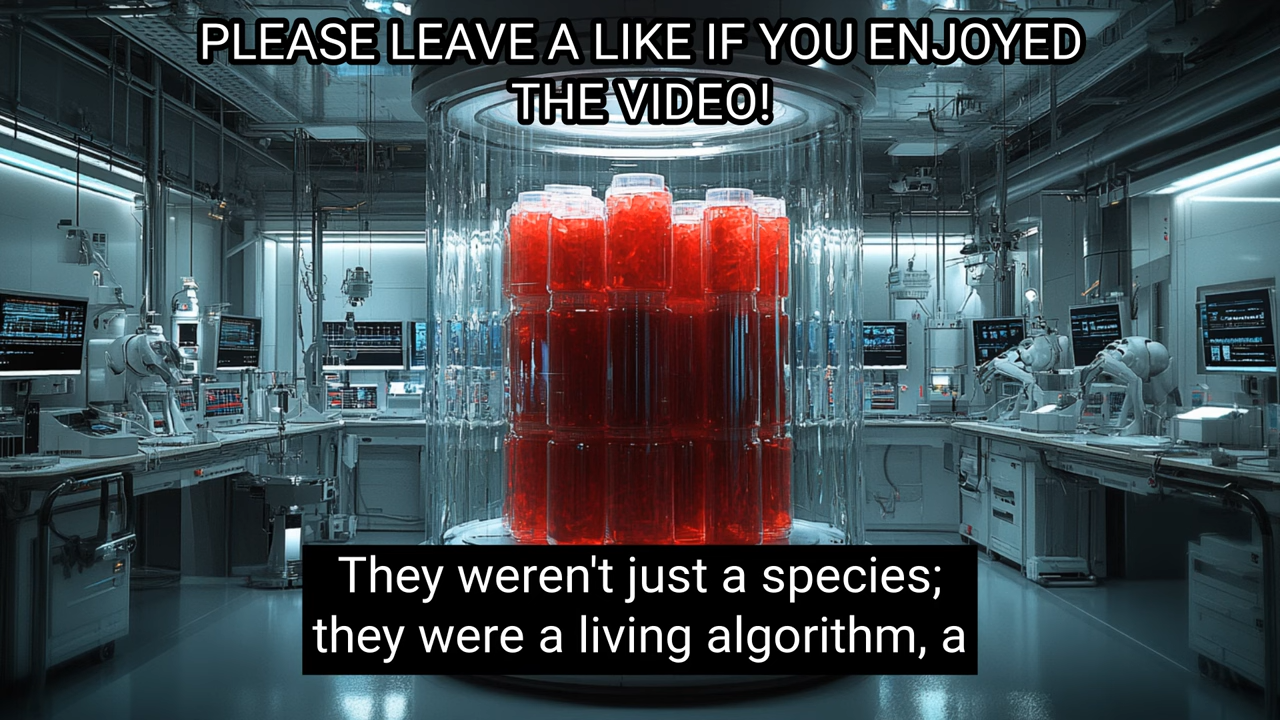 PLEASE LEAVE A LIKE IF YOU ENJOYED
THE VIDEO!
They weren't just a species;
they were a living algorithm, a